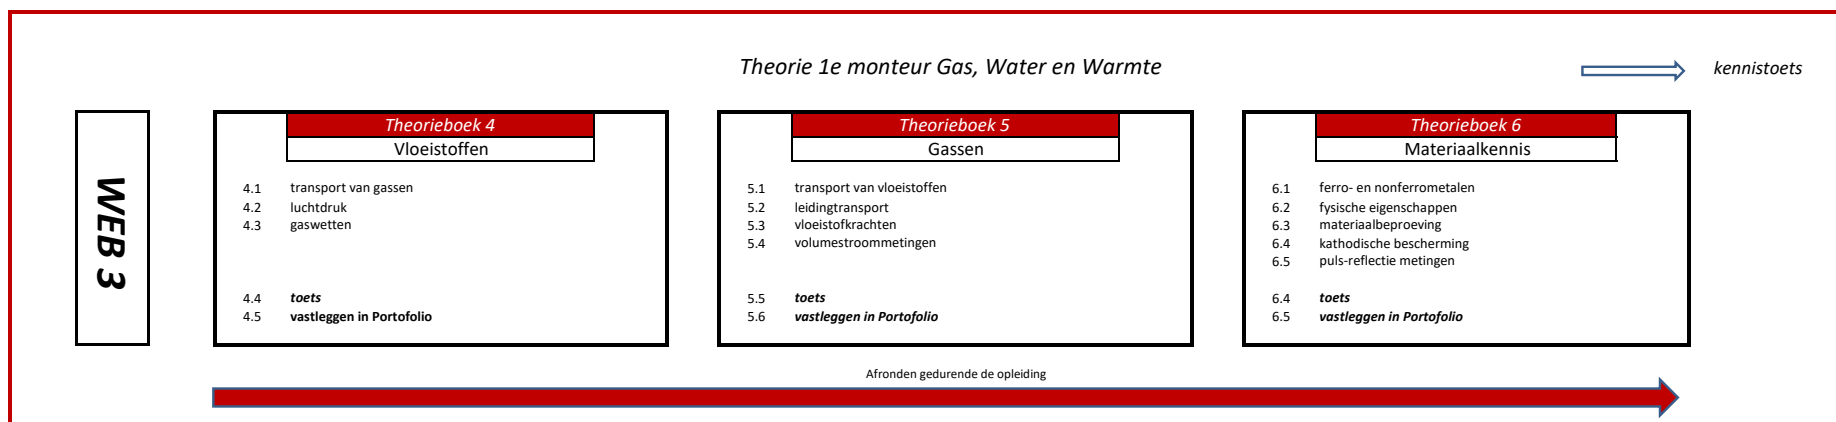 Theorie 1e monteur Gas, Water en Warmte
kennistoets
WEB 3
Theorieboek 4
Vloeistoffen
4.1 transport van gassen
4.2 luchtdruk
4.3 gaswetten
4.4 toets
4.5 vastleggen in Portofolio
Theorieboek 5
Gassen
5.1 transport van vloeistoffen
5.2 leidingtransport
5.3 vloeistofkrachten
5.4 volumestroommetingen
5.5 toets
5.6 vastleggen in Portofolio
Theorieboek 6
Materiaalkennis
6.1 ferro- en nonferrometalen
6.2 fysische eigenschappen
6.3 materiaalbeproeving
6.4 kathodische bescherming
6.5 puls-reflectie metingen
6.4 toets
6.5 vastleggen in Portofolio
Afronden gedurende de opleiding